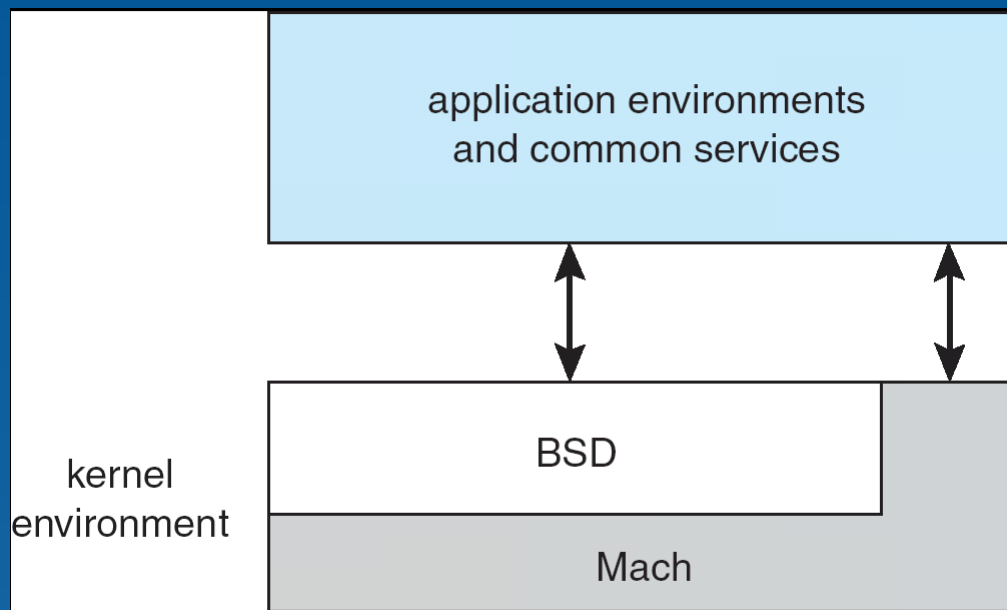 application environments
and common services
BSD
kernel
environment
Mach